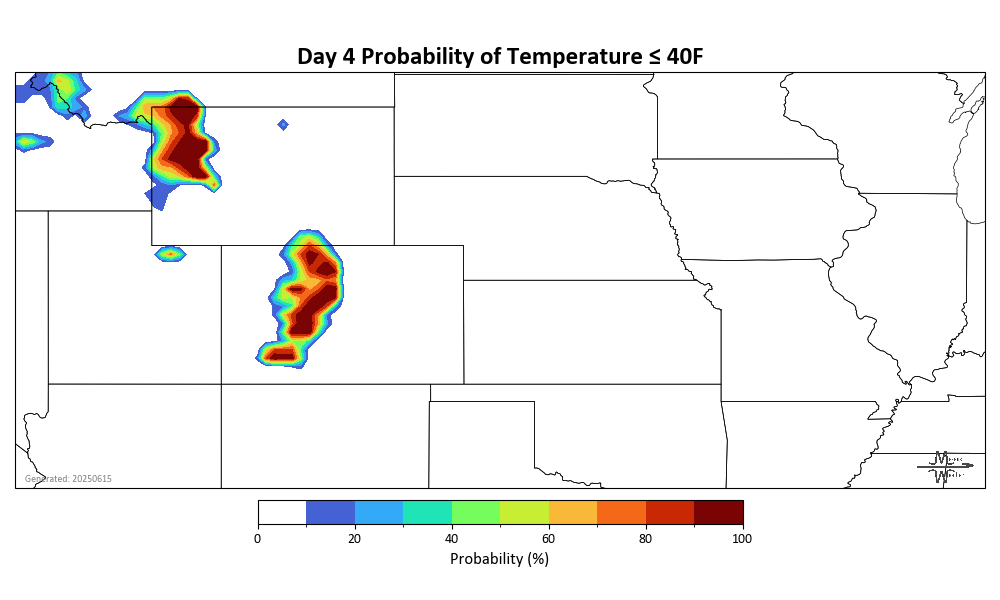 Day 4 Probability of Temperature ≤ 40F
Generated: 20250615
0 20 40 60 80 100
Probability (%)